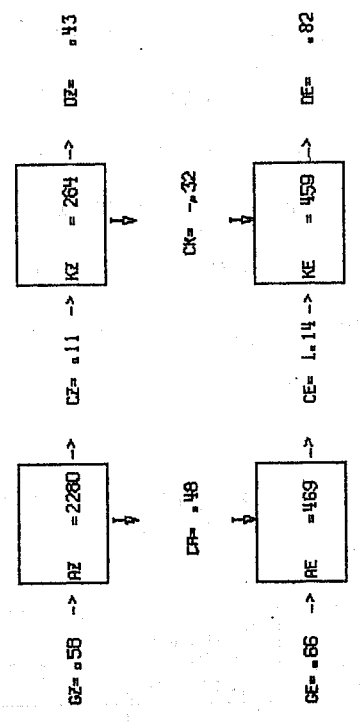 GZ= .58 --> AZ =2280 --> CZ= .11 --> KZ = 264 --> DZ= .43
CA= .48 CK= -.32
GE= .66 --> AE =469 --> CE= 1.14 --> KE = 459 --> DE= .82